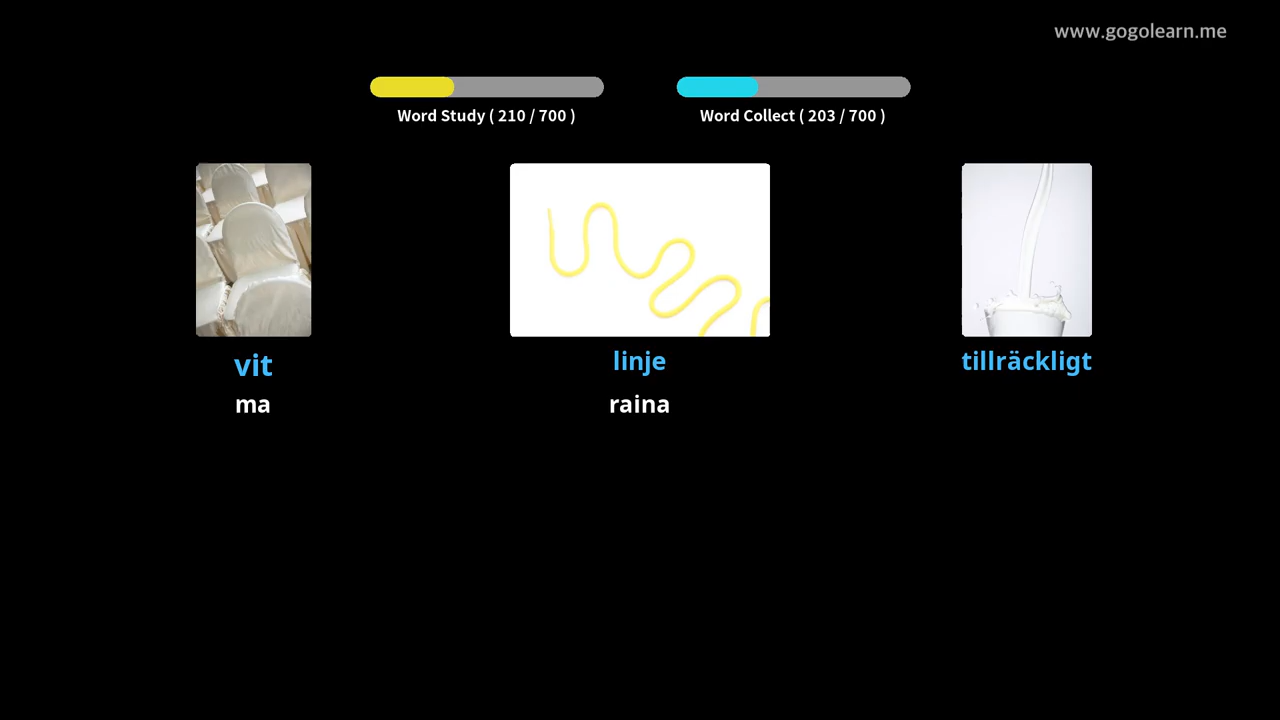 www.gogolearn.me
Word Study ( 210 / 700 )
Word Collect ( 203 / 700 )
vit
linje
tillräckligt
ma
raina